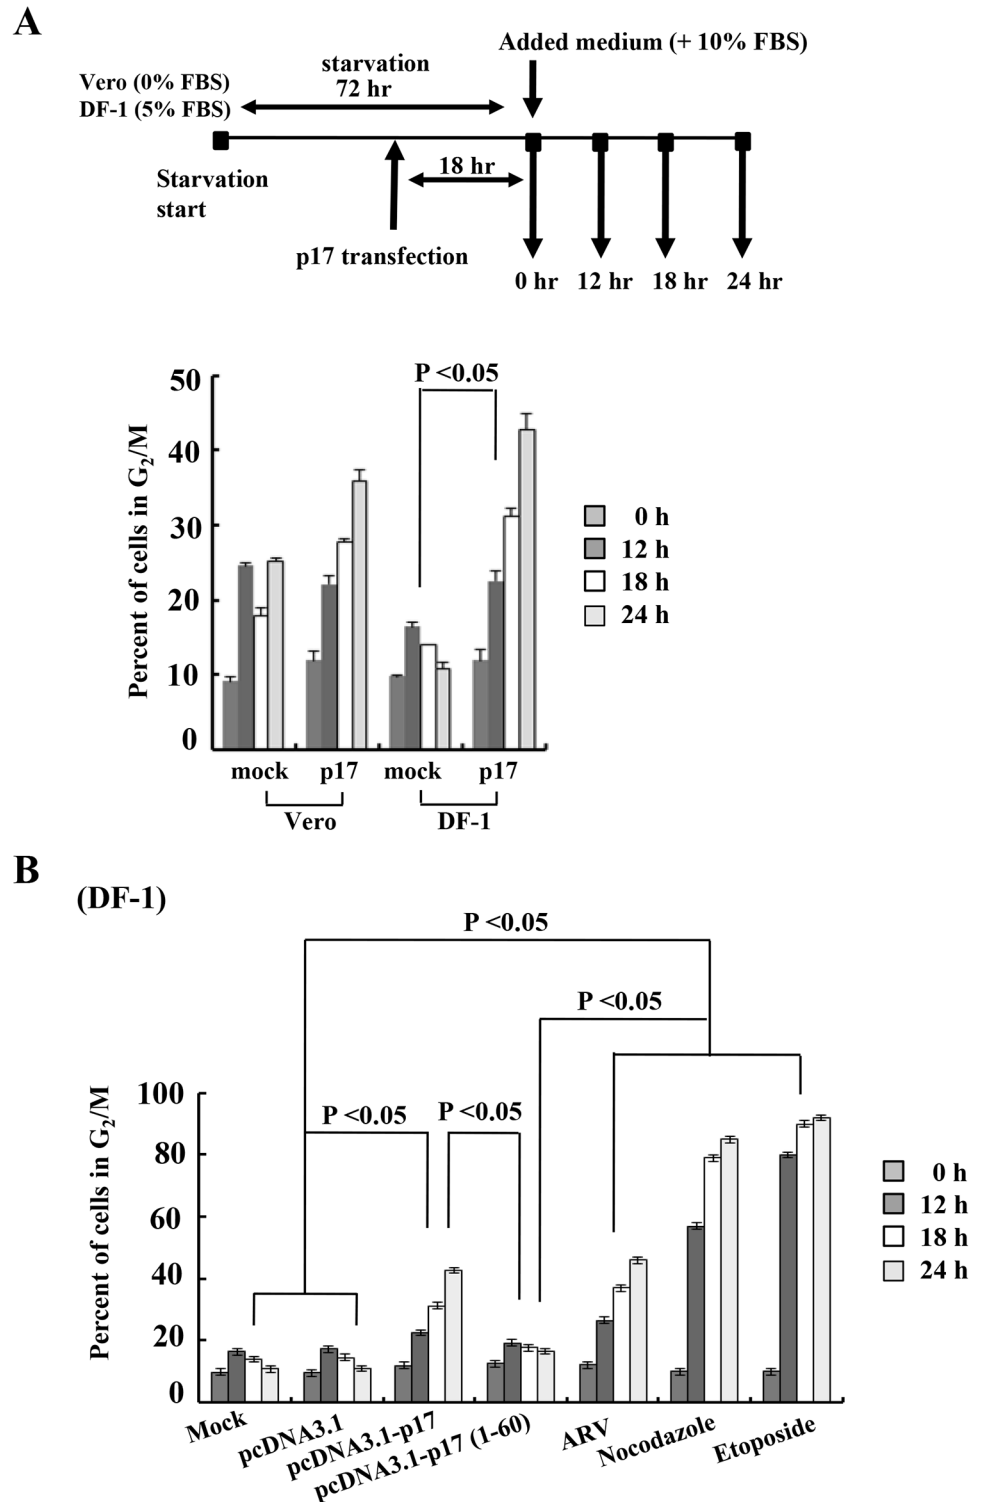 A
Added medium (+ 10% FBS)
starvation
72 hr
Vero (0% FBS)
DF-1 (5% FBS)
18 hr
Starvation
start
p17 transfection
0 hr 12 hr 18 hr 24 hr
P <0.05
Percent of cells in G2/M
50
40
30
20
10
0
0 h
12 h
18 h
24 h
mock p17 mock p17
Vero DF-1
B
(DF-1)
P <0.05
P <0.05
P <0.05 P <0.05
Percent of cells in G2/M
100
80
60
40
20
0
0 h
12 h
18 h
24 h
Mock
pcDNA3.1
pcDNA3.1-p17
pcDNA3.1-p17 (1-60)
ARV
Nocodazole
Etoposide